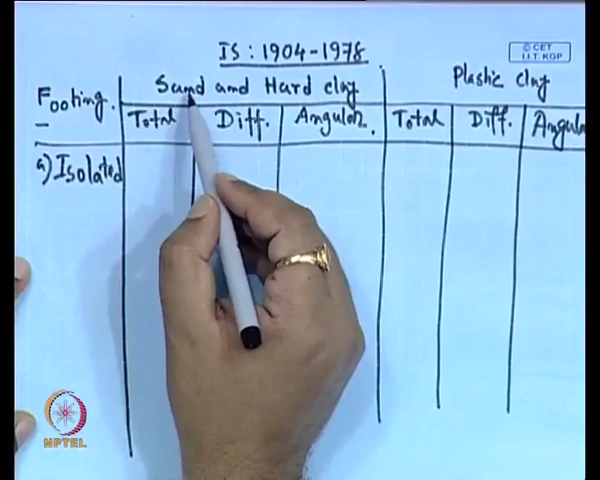 IS : 1904-1978
© CET
I.I.T. KGP
Footing. Sand and Hard clay Plastic clay
Total Diff. Angular. Total Diff. Angular
a) Isolated
NPTEL